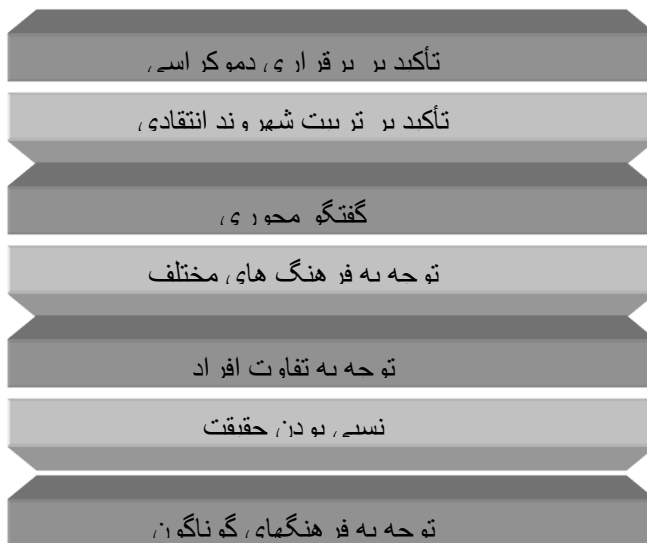 تأکید بر برقراری دموکراسی
تأکید بر تربیت شهروند انتقادی
گفتگو محوری
توجه به فرهنگ های مختلف
توجه به تفاوت افراد
نسبی بودن حقیقت
توجه به فرهنگهای گوناگون